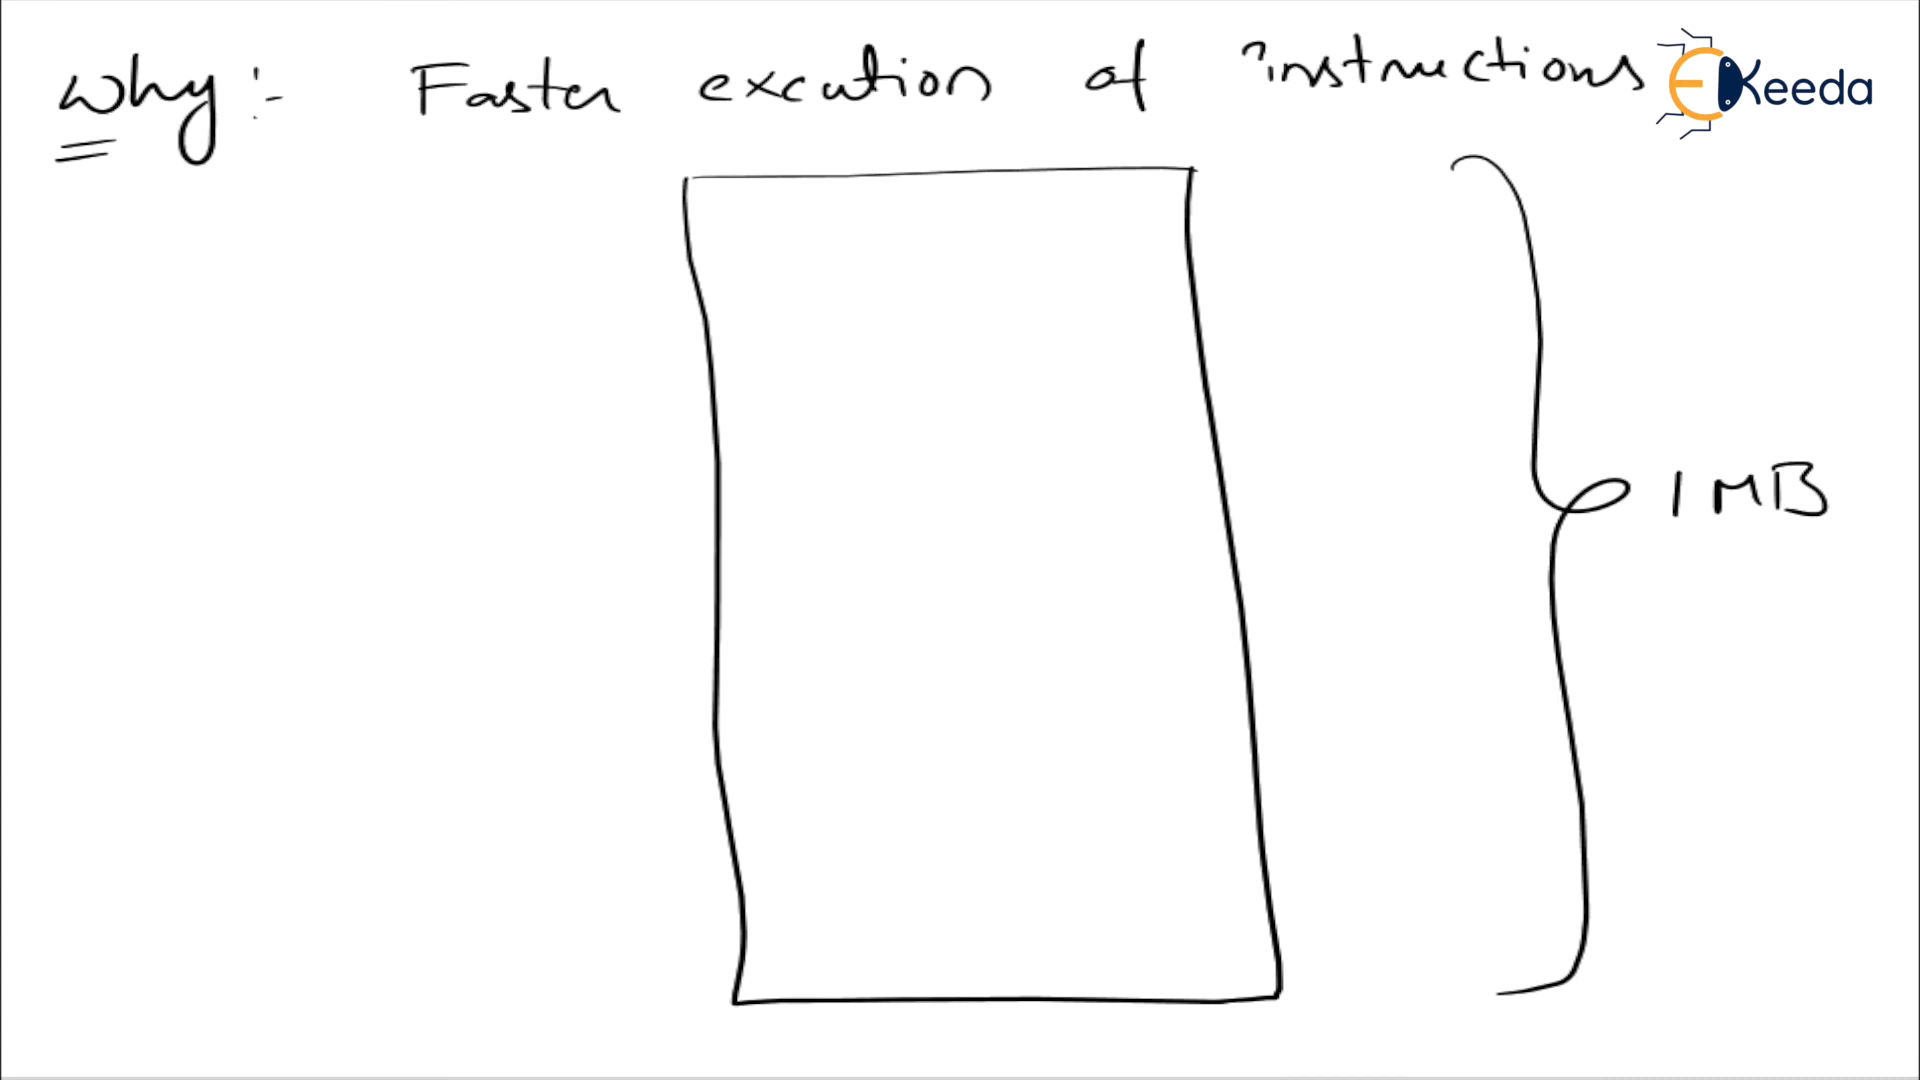 Why :- Faster excution of instructions
EKeeda
1 MB